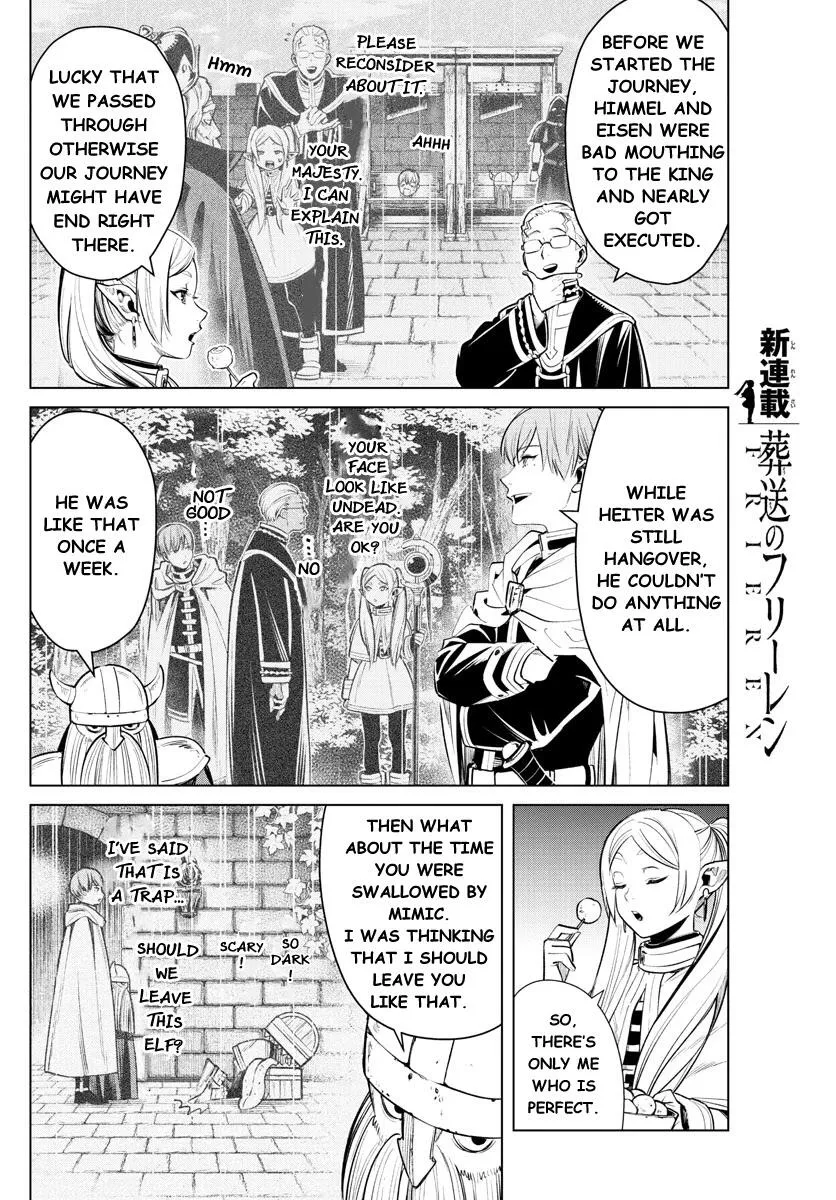 BEFORE WE
STARTED THE
JOURNEY,
HIMMEL AND
EISEN WERE
BAD MOUTHING
TO THE KING
AND NEARLY
GOT
EXECUTED.
AHHH
PLEASE
RECONSIDER
ABOUT IT.
YOUR
MAJESTY.
I CAN
EXPLAIN
THIS.
Hmm
LUCKY THAT
WE PASSED
THROUGH
OTHERWISE
OUR JOURNEY
MIGHT HAVE
END RIGHT
THERE.
WHILE
HEITER WAS
STILL
HANGOVER,
HE COULDN'T
DO ANYTHING
AT ALL.
YOUR
FACE
LOOK LIKE
UNDEAD.
ARE YOU
OK?
...NO
NOT
GOOD...
HE WAS
LIKE THAT
ONCE A
WEEK.
SO,
THERE'S
ONLY ME
WHO IS
PERFECT.
THEN WHAT
ABOUT THE TIME
YOU WERE
SWALLOWED BY
MIMIC.
I WAS THINKING
THAT I SHOULD
LEAVE YOU
LIKE THAT.
SO
DARK!
SCARY!
I'VE SAID
THAT IS
A TRAP...
SHOULD
WE
LEAVE
THIS
ELF?
新連載
葬送のフリーレン
FRIEREN